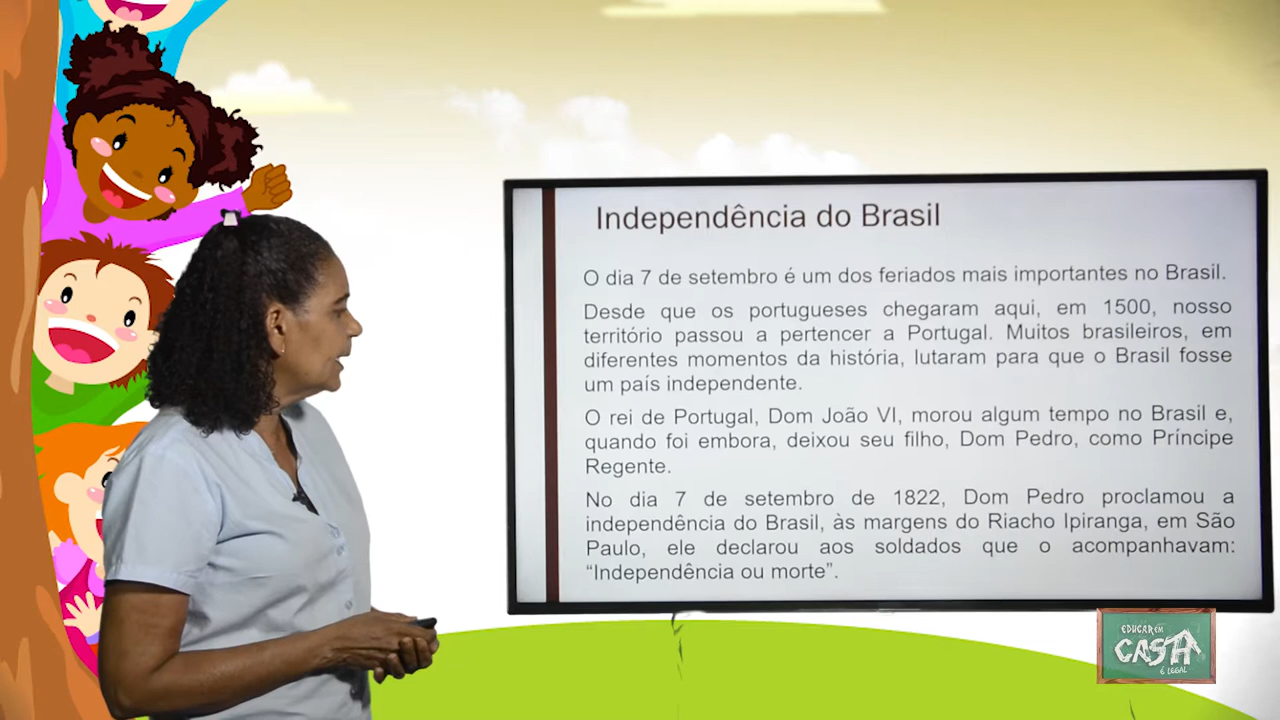 Independência do Brasil
O dia 7 de setembro é um dos feriados mais importantes no Brasil.
Desde que os portugueses chegaram aqui, em 1500, nosso
território passou a pertencer a Portugal. Muitos brasileiros, em
diferentes momentos da história, lutaram para que o Brasil fosse
um país independente.
O rei de Portugal, Dom João VI, morou algum tempo no Brasil e,
quando foi embora, deixou seu filho, Dom Pedro, como Príncipe
Regente.
No dia 7 de setembro de 1822, Dom Pedro proclamou a
independência do Brasil, às margens do Riacho Ipiranga, em São
Paulo, ele declarou aos soldados que o acompanhavam:
“Independência ou morte”.
EDUCAR EM
CASA
É LEGAL